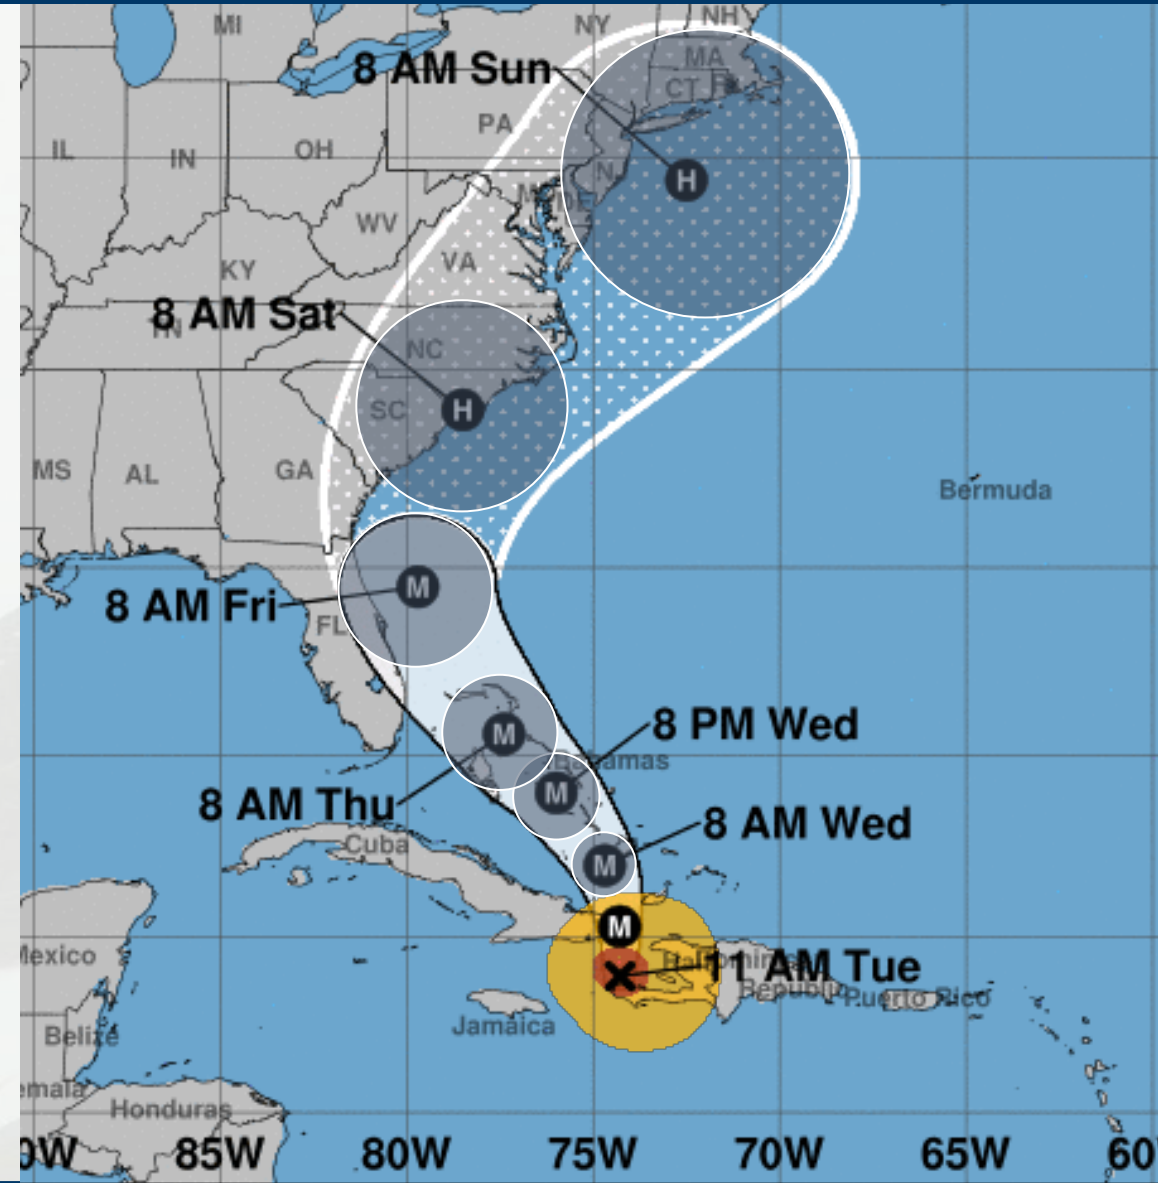 MI
NY
NH
8 AM Sun
MA
CT
PA
IL
IN
OH
WV
VA
KY
8 AM Sat
NC
SC
MS
AL
GA
Bermuda
H
H
M
8 AM Fri
FL
8 PM Wed
M
Bahamas
8 AM Thu
M
8 AM Wed
Cuba
M
M
Mexico
11 AM Tue
Republic
Puerto Rico
Jamaica
Belize
Honduras
85W
80W
75W
70W
65W